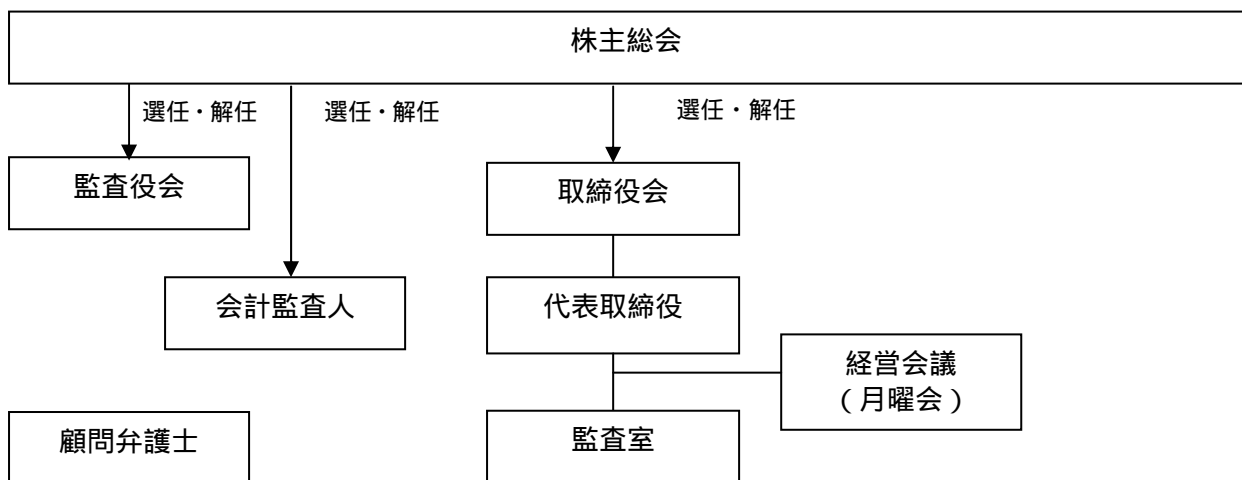 株主総会
選任・解任
選任・解任
選任・解任
監査役会
取締役会
会計監査人
代表取締役
経営会議
(月曜会)
顧問弁護士
監査室